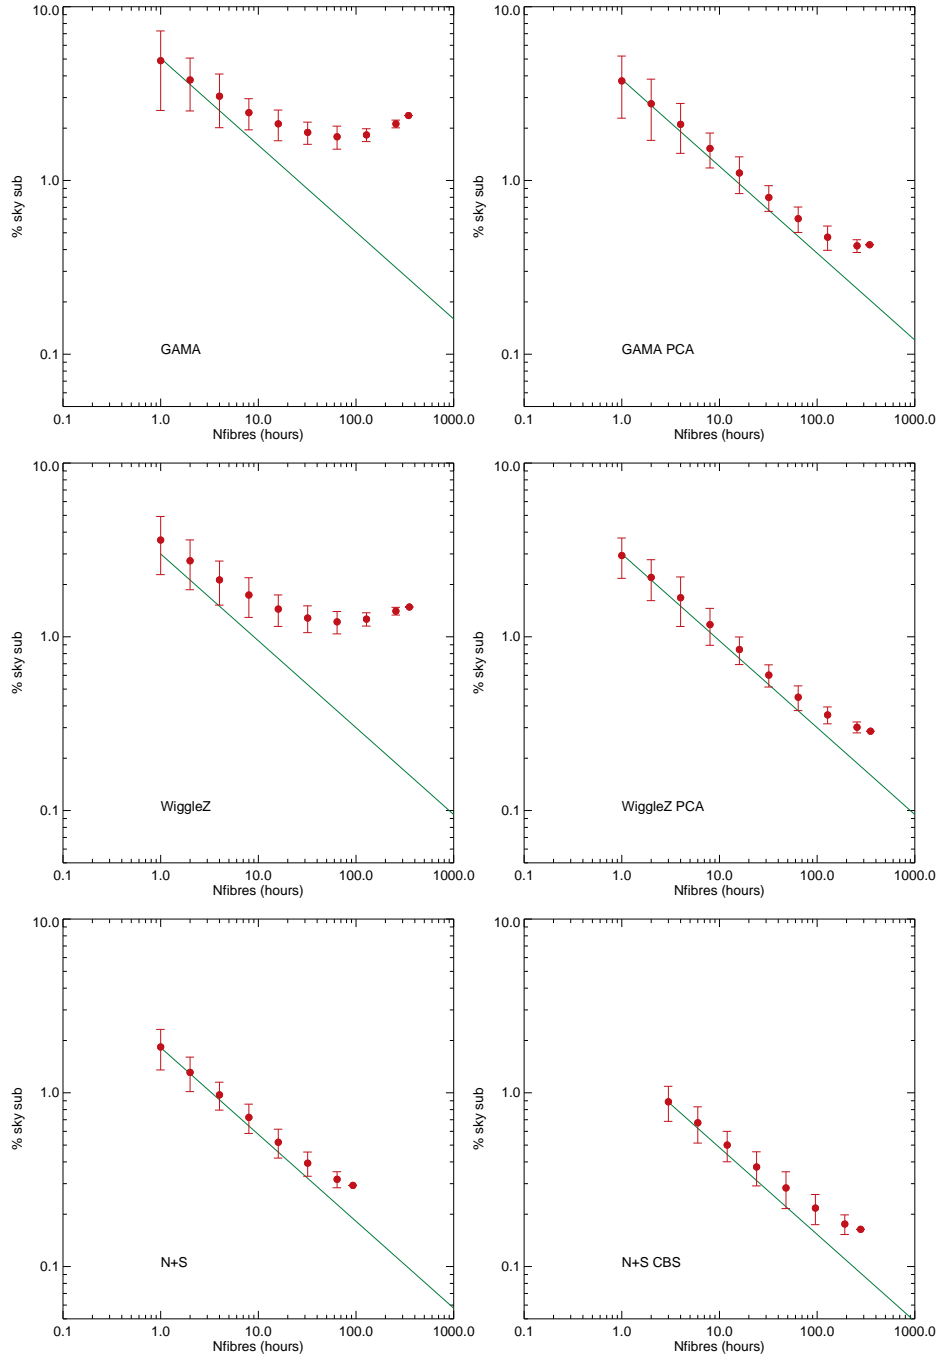 10.0
1.0
0.1
% sky sub
GAMA
0.1 1.0 10.0 100.0 1000.0
Nfibres (hours)
10.0
1.0
0.1
% sky sub
GAMA PCA
0.1 1.0 10.0 100.0 1000.0
Nfibres (hours)
10.0
1.0
0.1
% sky sub
WiggleZ
0.1 1.0 10.0 100.0 1000.0
Nfibres (hours)
10.0
1.0
0.1
% sky sub
WiggleZ PCA
0.1 1.0 10.0 100.0 1000.0
Nfibres (hours)
10.0
1.0
0.1
% sky sub
N+S
0.1 1.0 10.0 100.0 1000.0
Nfibres (hours)
10.0
1.0
0.1
% sky sub
N+S CBS
0.1 1.0 10.0 100.0 1000.0
Nfibres (hours)